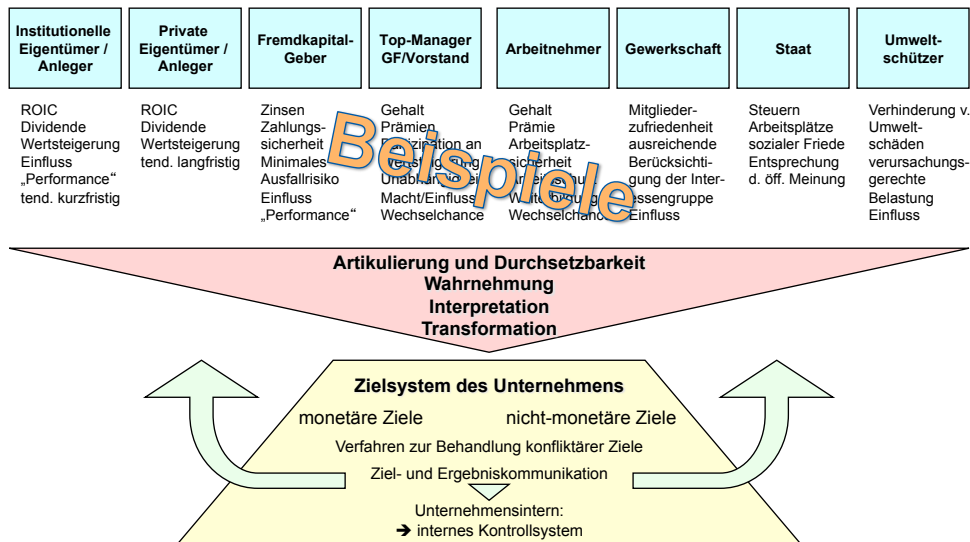 Institutionelle
Eigentümer /
Anleger
Private
Eigentümer /
Anleger
Fremdkapital-
Geber
Top-Manager
GF/Vorstand
Arbeitnehmer
Gewerkschaft
Staat
Umwelt-
schützer
ROIC
Dividende
Wertsteigerung
Einfluss
„Performance“
tend. kurzfristig
ROIC
Dividende
Wertsteigerung
tend. langfristig
Zinsen
Zahlungs-
sicherheit
Minimales
Ausfallrisiko
Einfluss
„Performance“
Gehalt
Prämien
Partizipation an
Wertsteigerung
Unabhängigkeit
Macht/Einfluss
Wechselchance
Gehalt
Prämie
Arbeitsplatz-
sicherheit
Weiterbildung
Wechselchance
Mitglieder-
zufriedenheit
ausreichende
Berücksichti-
gung der Inter-
essengruppe
Einfluss
Steuern
Arbeitsplätze
sozialer Friede
Entsprechung
d. öff. Meinung
Verhinderung v.
Umwelt-
schäden
verursachungs-
gerechte
Belastung
Einfluss
Beispiele
Artikulierung und Durchsetzbarkeit
Wahrnehmung
Interpretation
Transformation
Zielsystem des Unternehmens
monetäre Ziele nicht-monetäre Ziele
Verfahren zur Behandlung konfliktärer Ziele
Ziel- und Ergebniskommunikation
Unternehmensintern:
➔ internes Kontrollsystem